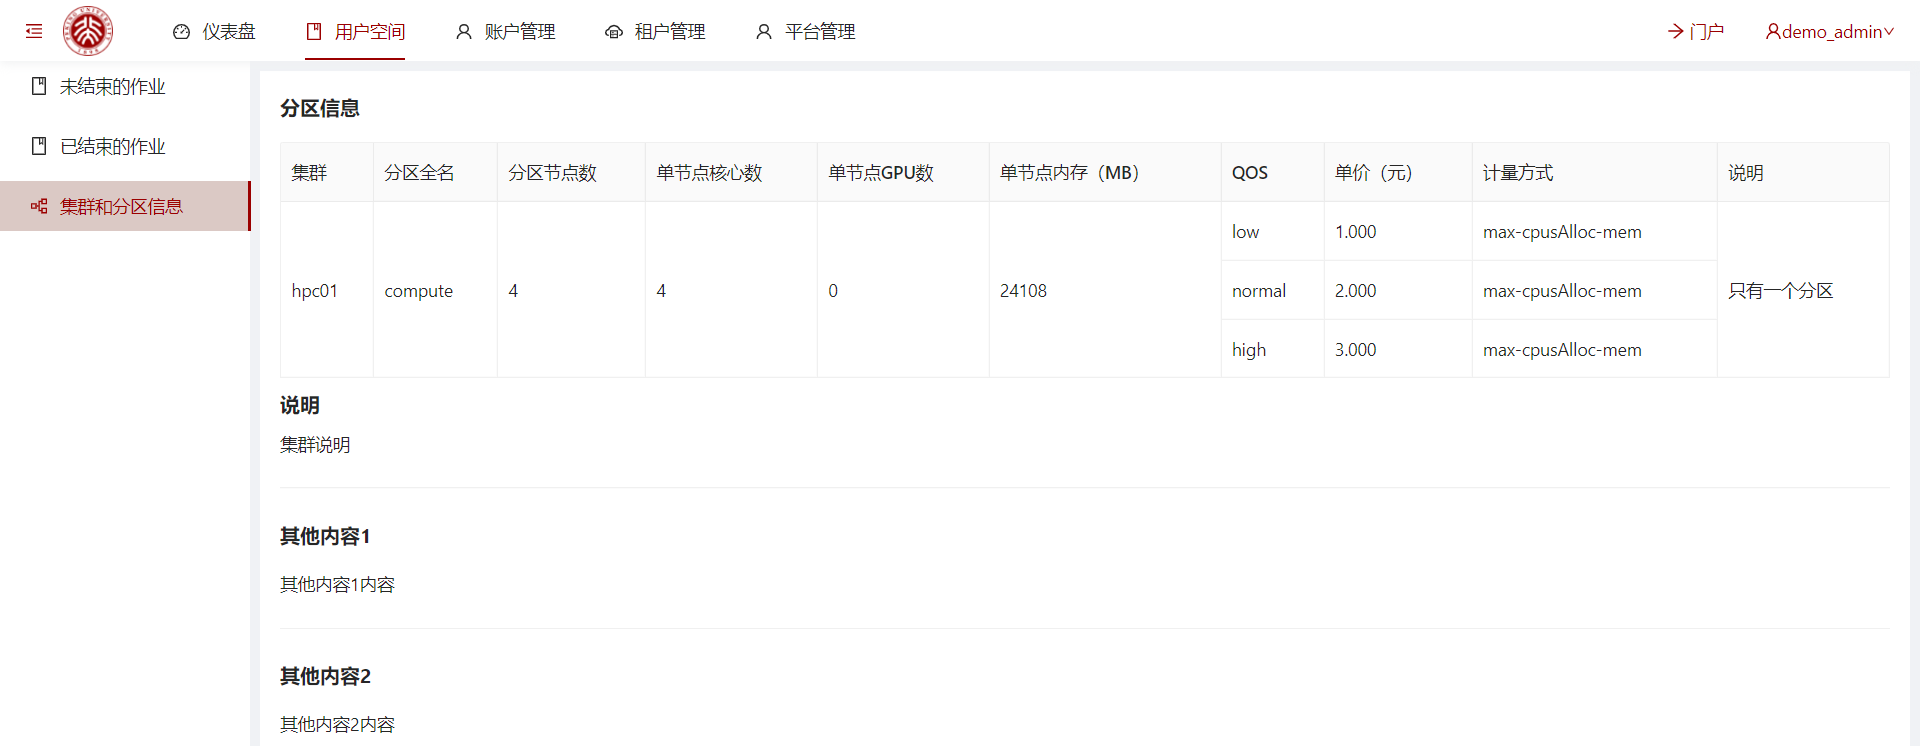 仪表盘 用户空间 账户管理 租户管理 平台管理 门户 demo_admin
未结束的作业
已结束的作业
集群和分区信息
分区信息
集群 分区全名 分区节点数 单节点核心数 单节点GPU数 单节点内存（MB） QOS 单价（元） 计量方式 说明
low 1.000 max-cpusAlloc-mem
hpc01 compute 4 4 0 24108 normal 2.000 max-cpusAlloc-mem 只有一个分区
high 3.000 max-cpusAlloc-mem
说明
集群说明
其他内容1
其他内容1内容
其他内容2
其他内容2内容